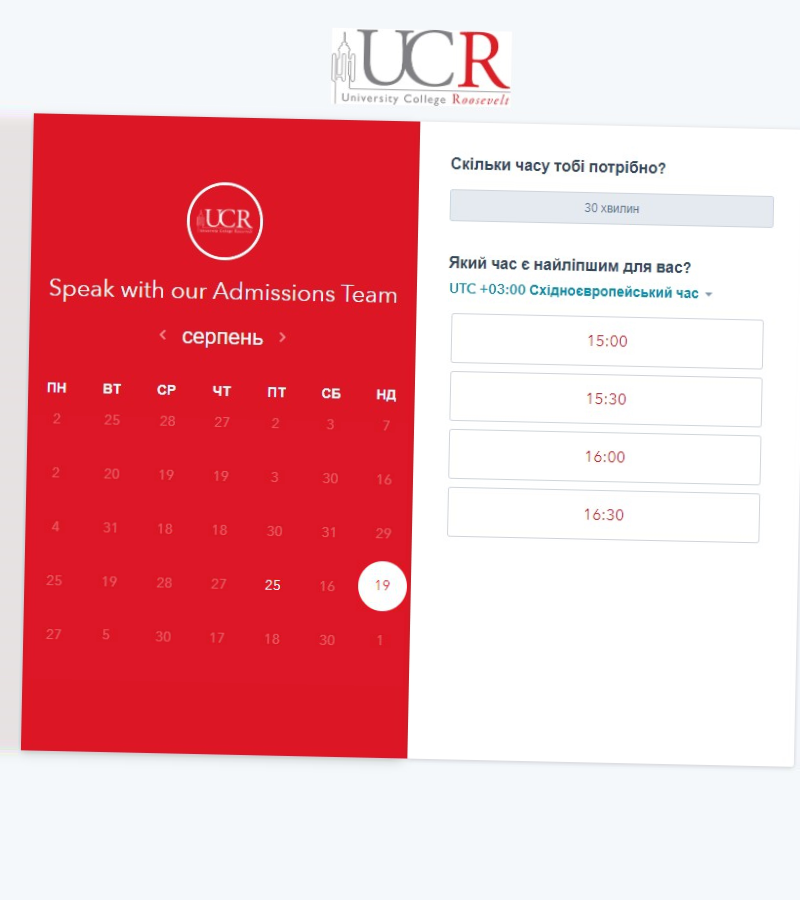 UCR
University College Roosevelt
UCR
University College Roosevelt
Speak with our Admissions Team
серпень
ПН ВТ СР ЧТ ПТ СБ НД
2 25 28 27 2 3 7
2 20 19 19 3 30 16
4 31 18 18 30 31 29
25 19 28 27 25 16 19
27 5 30 17 18 30 1
Скільки часу тобі потрібно?
30 хвилин
Який час є найліпшим для вас?
UTC +03:00 Східноєвропейський час
15:00
15:30
16:00
16:30